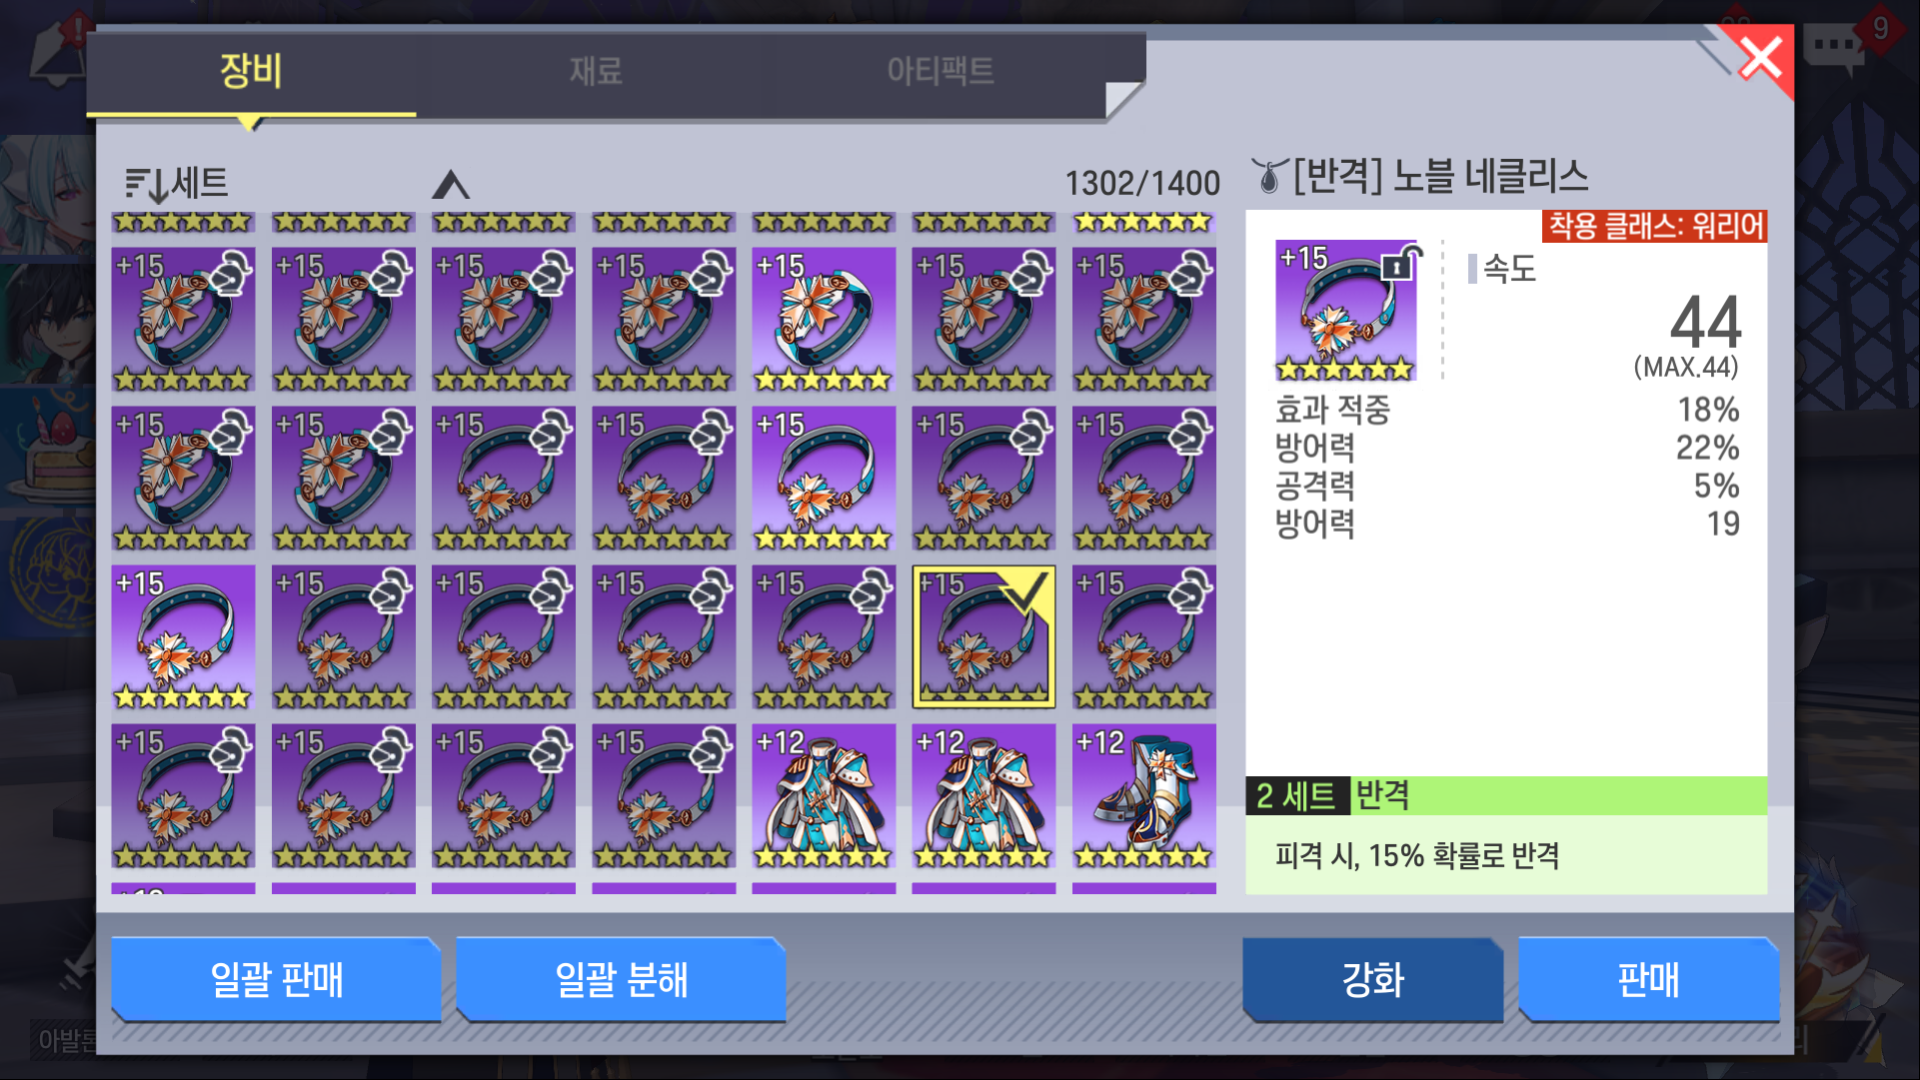 9
장비
재료
아티팩트
세트
1302/1400
[반격] 노블 네클리스
착용 클래스: 워리어
+15
속도
44
(MAX.44)
효과 적중 18%
방어력 22%
공격력 5%
방어력 19
2 세트 반격
피격 시, 15% 확률로 반격
+15 +15 +15 +15 +15 +15 +15
+15 +15 +15 +15 +15 +15 +15
+15 +15 +15 +15 +15 +15 +15
+15 +15 +15 +15 +12 +12 +12
일괄 판매
일괄 분해
강화
판매